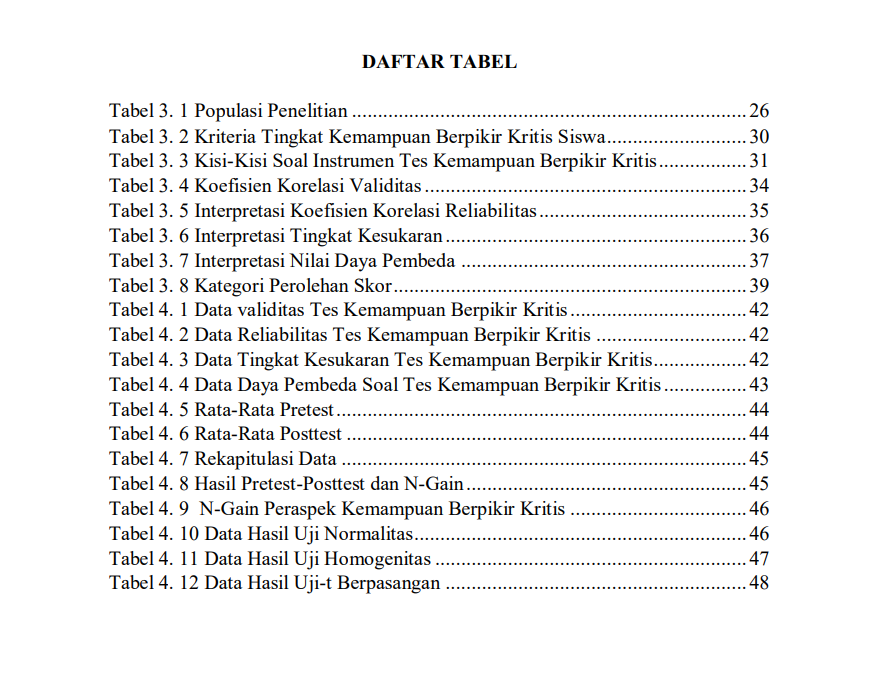 DAFTAR TABEL
Tabel 3. 1 Populasi Penelitian ............................................................................ 26
Tabel 3. 2 Kriteria Tingkat Kemampuan Berpikir Kritis Siswa........................... 30
Tabel 3. 3 Kisi-Kisi Soal Instrumen Tes Kemampuan Berpikir Kritis................. 31
Tabel 3. 4 Koefisien Korelasi Validitas .............................................................. 34
Tabel 3. 5 Interpretasi Koefisien Korelasi Reliabilitas ........................................ 35
Tabel 3. 6 Interpretasi Tingkat Kesukaran .......................................................... 36
Tabel 3. 7 Interpretasi Nilai Daya Pembeda ....................................................... 37
Tabel 3. 8 Kategori Perolehan Skor.................................................................... 39
Tabel 4. 1 Data validitas Tes Kemampuan Berpikir Kritis .................................. 42
Tabel 4. 2 Data Reliabilitas Tes Kemampuan Berpikir Kritis ............................. 42
Tabel 4. 3 Data Tingkat Kesukaran Tes Kemampuan Berpikir Kritis.................. 42
Tabel 4. 4 Data Daya Pembeda Soal Tes Kemampuan Berpikir Kritis ................ 43
Tabel 4. 5 Rata-Rata Pretest ............................................................................... 44
Tabel 4. 6 Rata-Rata Posttest ............................................................................. 44
Tabel 4. 7 Rekapitulasi Data .............................................................................. 45
Tabel 4. 8 Hasil Pretest-Posttest dan N-Gain ...................................................... 45
Tabel 4. 9  N-Gain Peraspek Kemampuan Berpikir Kritis .................................. 46
Tabel 4. 10 Data Hasil Uji Normalitas................................................................ 46
Tabel 4. 11 Data Hasil Uji Homogenitas ............................................................ 47
Tabel 4. 12 Data Hasil Uji-t Berpasangan .......................................................... 48